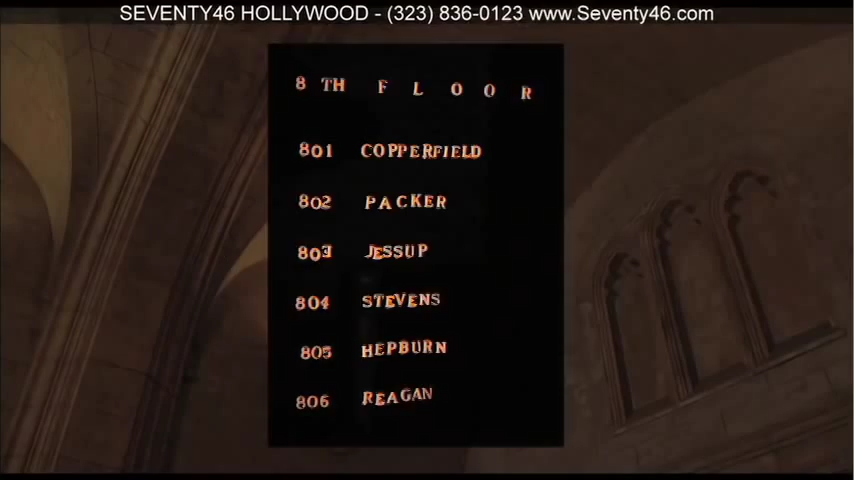 SEVENTY46 HOLLYWOOD - (323) 836-0123 www.Seventy46.com
8 TH F L O O R
801 COPPERFIELD
802 PACKER
803 JESSUP
804 STEVENS
805 HEPBURN
806 REAGAN